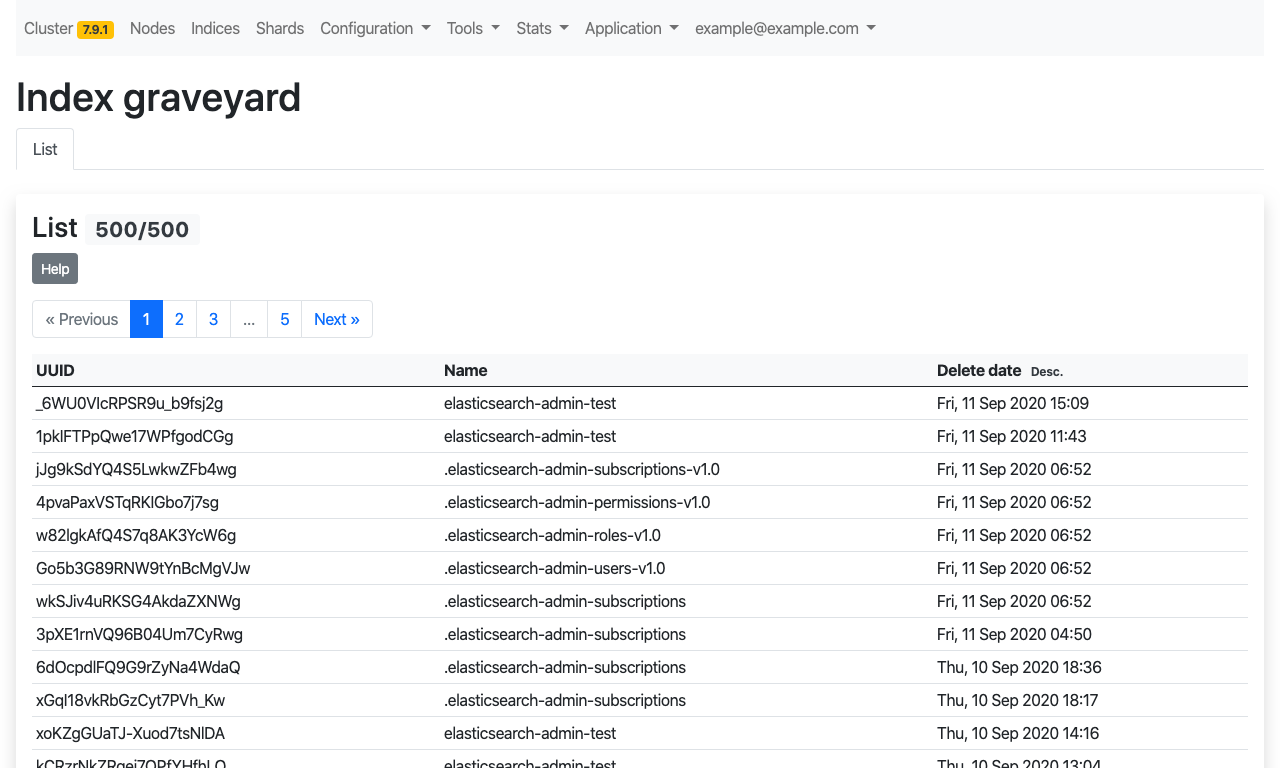 Cluster 7.9.1 Nodes Indices Shards Configuration Tools Stats Application example@example.com
Index graveyard
List
List 500/500
Help
« Previous 1 2 3 ... 5 Next »
UUID Name Delete date Desc.
_6WU0VlcRPSR9u_b9fsj2g elasticsearch-admin-test Fri, 11 Sep 2020 15:09
1pklFTPpQwe17WPfgodCGg elasticsearch-admin-test Fri, 11 Sep 2020 11:43
jJg9kSdYQ4S5LwkwZFb4wg .elasticsearch-admin-subscriptions-v1.0 Fri, 11 Sep 2020 06:52
4pvaPaxVSTqRKlGbo7j7sg .elasticsearch-admin-permissions-v1.0 Fri, 11 Sep 2020 06:52
w82lgkAfQ4S7q8AK3YcW6g .elasticsearch-admin-roles-v1.0 Fri, 11 Sep 2020 06:52
Go5b3G89RNW9tYnBcMgVJw .elasticsearch-admin-users-v1.0 Fri, 11 Sep 2020 06:52
wkSJiv4uRKSG4AkdaZXNWg .elasticsearch-admin-subscriptions Fri, 11 Sep 2020 06:52
3pXE1rnVQ96B04Um7CyRwg .elasticsearch-admin-subscriptions Fri, 11 Sep 2020 04:50
6dOcpdlFQ9G9rZyNa4WdaQ .elasticsearch-admin-subscriptions Thu, 10 Sep 2020 18:36
xGql18vkRbGzCyt7PVh_Kw .elasticsearch-admin-subscriptions Thu, 10 Sep 2020 18:17
xoKZgGUaTJ-Xuod7tsNlDA elasticsearch-admin-test Thu, 10 Sep 2020 14:16
elasticsearch-admin-test Thu, 10 Sep 2020 13:04